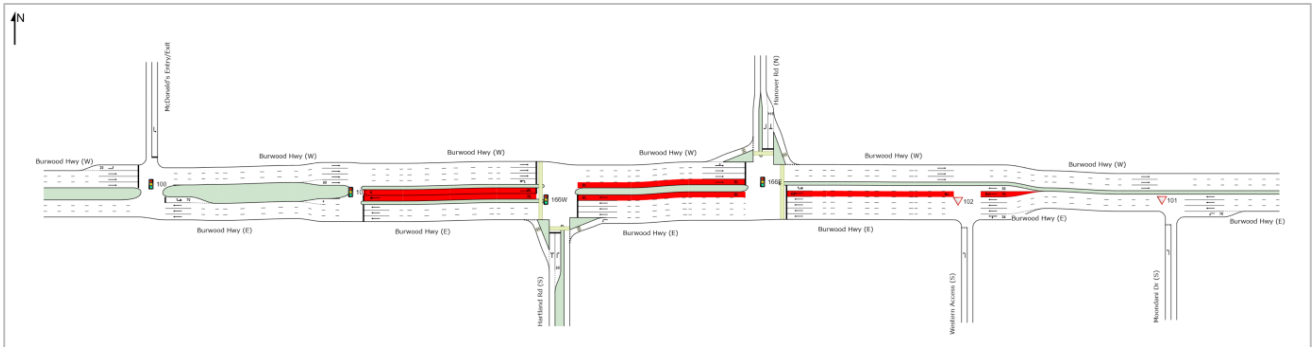 N
McDonald's Entry/Exit
Hanover Rd (N)
Burwood Hwy (W)
Burwood Hwy (W)
Burwood Hwy (W)
Burwood Hwy (W)
Burwood Hwy (W)
Burwood Hwy (W)
100
166W
166E
102
101
Burwood Hwy (E)
Burwood Hwy (E)
Burwood Hwy (E)
Burwood Hwy (E)
Burwood Hwy (E)
Burwood Hwy (E)
Hartland Rd (S)
Western Access (S)
Moondani Dr (S)